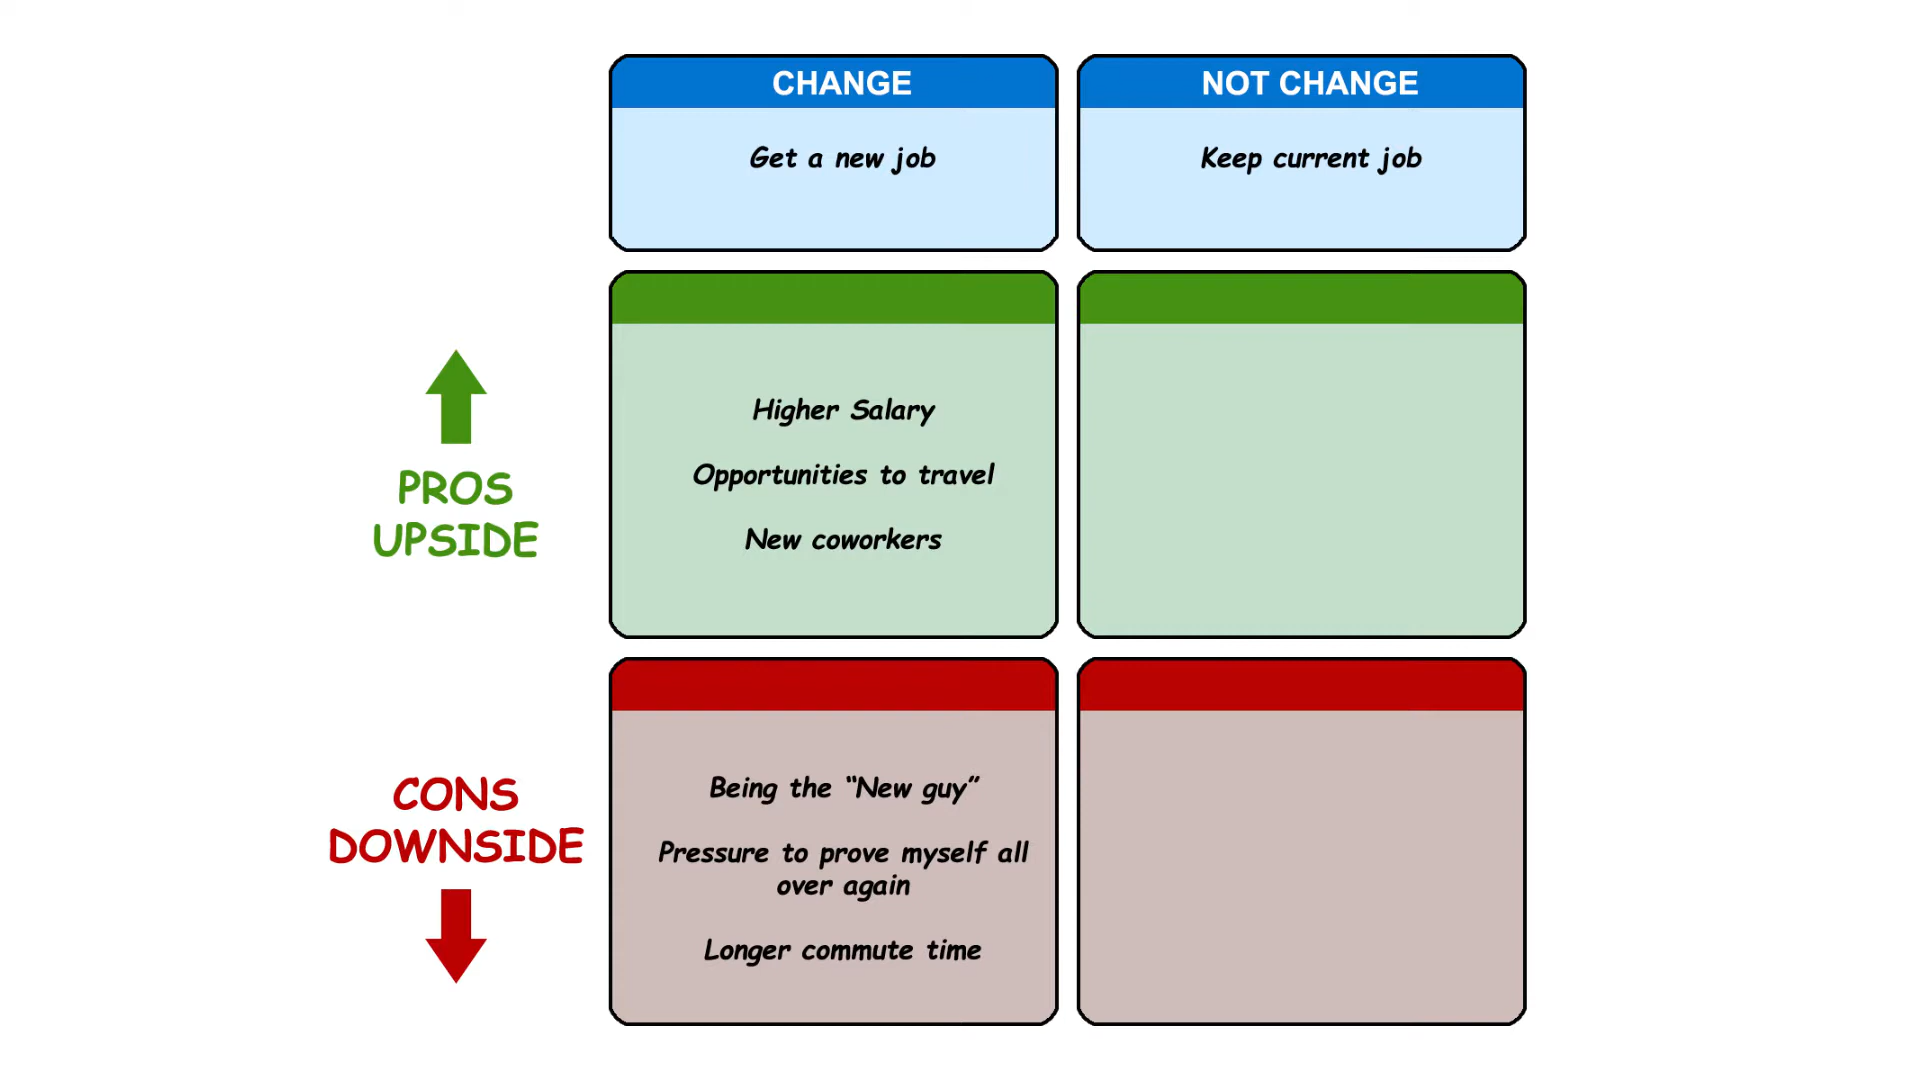 CHANGE
NOT CHANGE
Get a new job
Keep current job
PROS
UPSIDE
Higher Salary
Opportunities to travel
New coworkers
CONS
DOWNSIDE
Being the “New guy”
Pressure to prove myself all
over again
Longer commute time